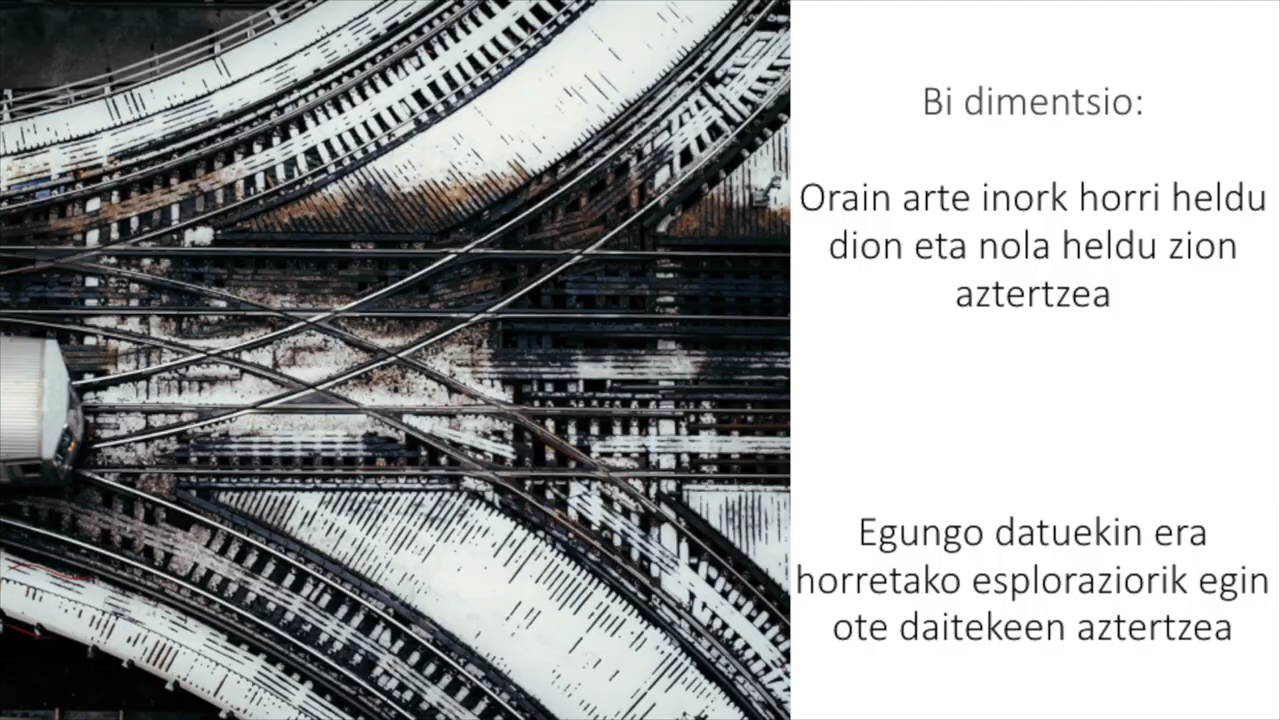 Bi dimentsio:
Orain arte inork horri heldu
dion eta nola heldu zion
aztertzea
Egungo datuekin era
horretako esploraziorik egin
ote daitekeen aztertzea